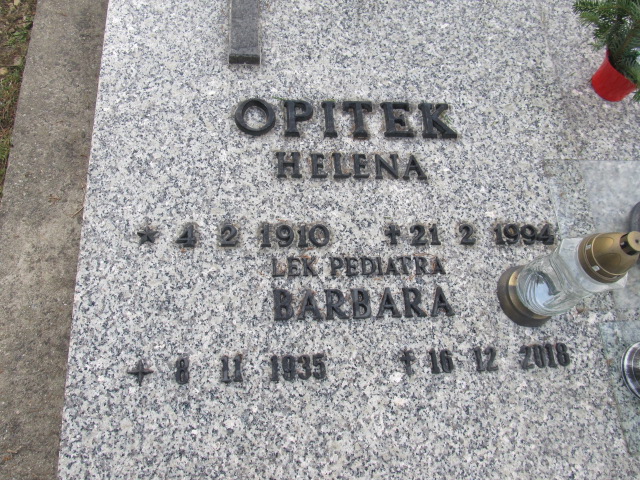 OPITEK
HELENA
★ 4 2 1910 ✝ 21 2 1994
LEK PEDIATRA
BARBARA
✝ 8 11 1935 ✝ 16 12 2018